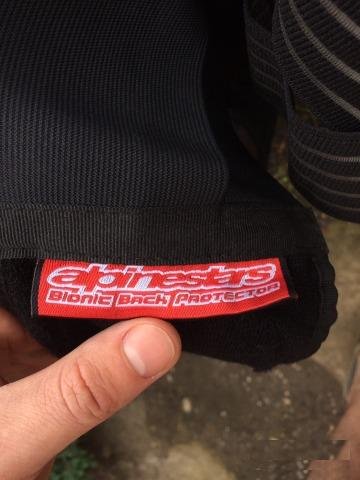 alpinestars
Bionic Back Protector